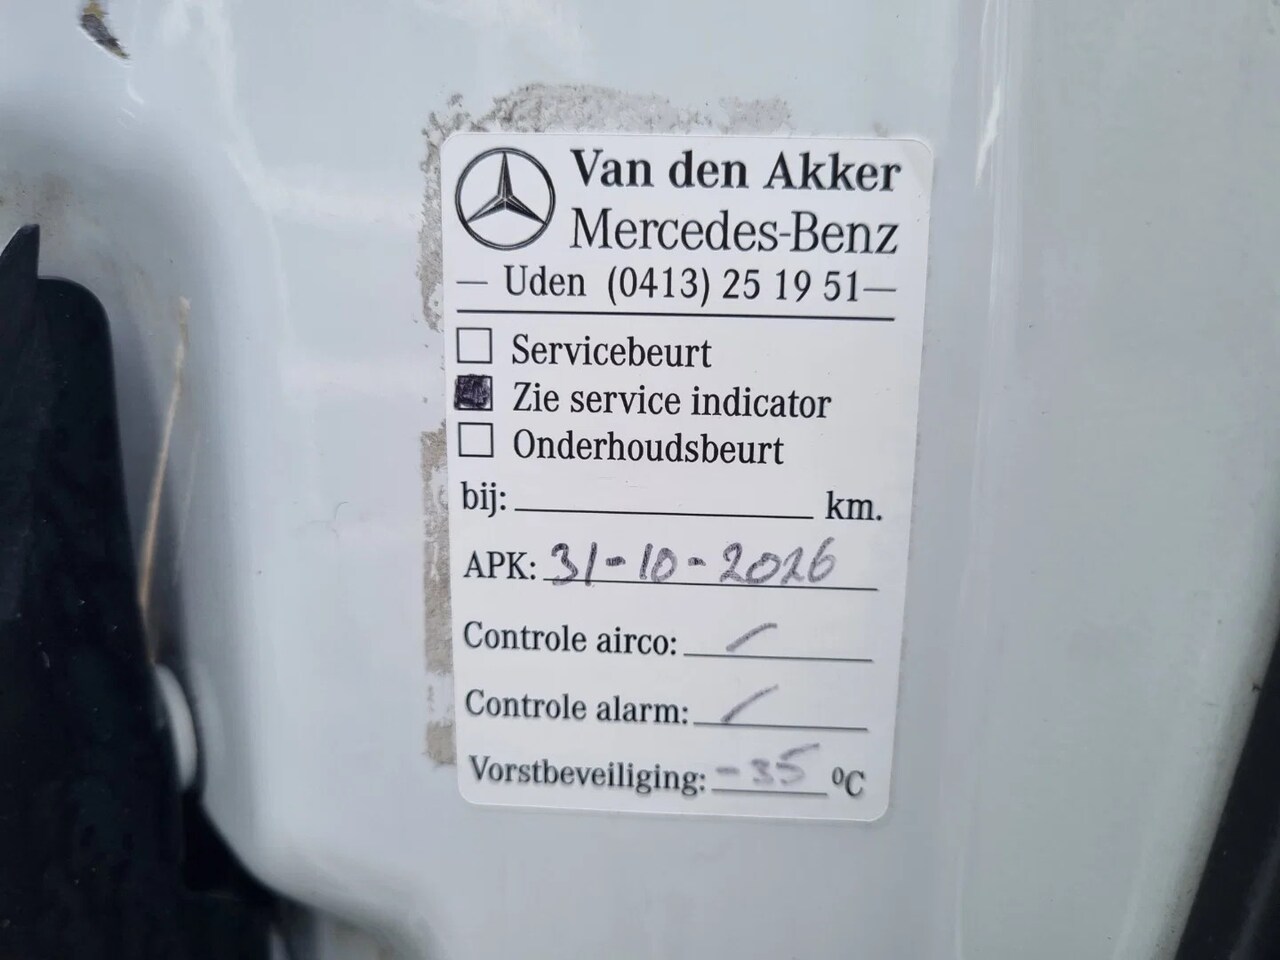 Van den Akker
Mercedes-Benz
— Uden (0413) 25 19 51—
Servicebeurt
Zie service indicator
Onderhoudsbeurt
bij: km.
APK: 31-10-2026
Controle airco: /
Controle alarm: /
Vorstbeveiliging: -35 ºC